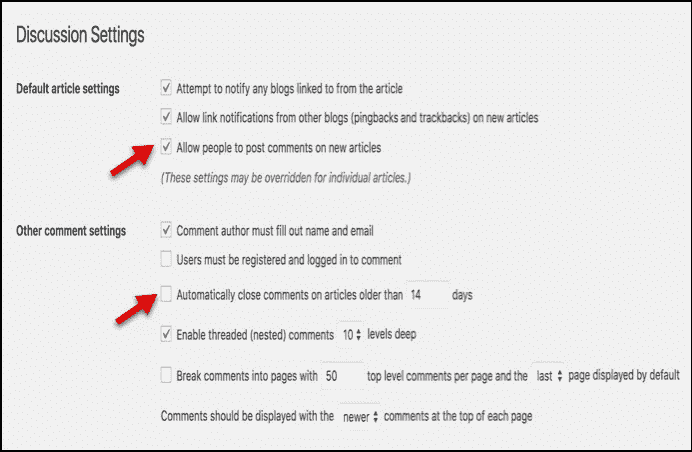 Discussion Settings
Default article settings
Attempt to notify any blogs linked to from the article
Allow link notifications from other blogs (pingbacks and trackbacks) on new articles
Allow people to post comments on new articles
(These settings may be overridden for individual articles.)
Other comment settings
Comment author must fill out name and email
Users must be registered and logged in to comment
Automatically close comments on articles older than 14 days
Enable threaded (nested) comments 10 levels deep
Break comments into pages with 50 top level comments per page and the last page displayed by default
Comments should be displayed with the newer comments at the top of each page